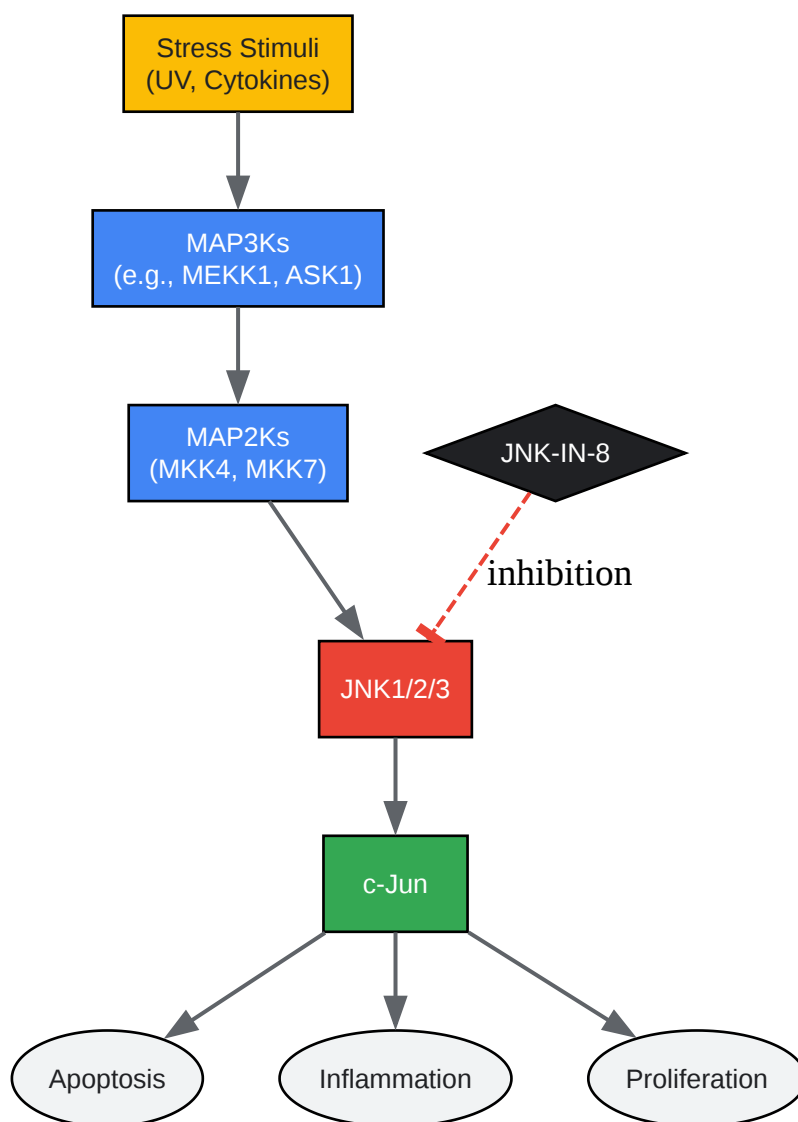 Stress Stimuli
(UV, Cytokines)
MAP3Ks
(e.g., MEKK1, ASK1)
MAP2Ks
(MKK4, MKK7)
JNK-IN-8
inhibition
JNK1/2/3
c-Jun
Apoptosis
Inflammation
Proliferation